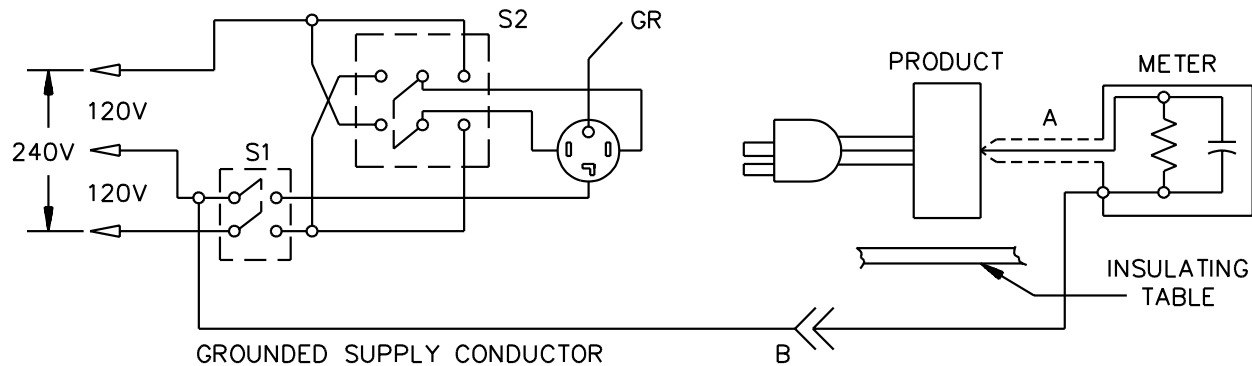 S2
GR
PRODUCT
METER
120V
A
240V
S1
120V
INSULATING
TABLE
GROUNDED SUPPLY CONDUCTOR
B